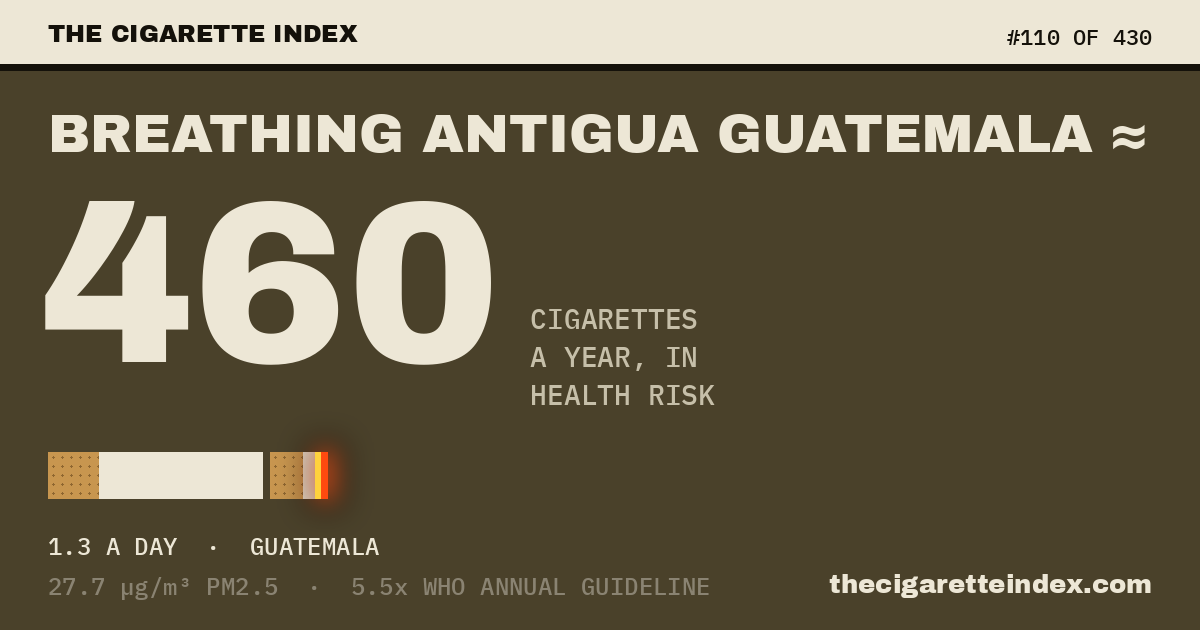 THE CIGARETTE INDEX
#110 OF 430
BREATHING ANTIGUA GUATEMALA ≈
460
CIGARETTES
A YEAR, IN
HEALTH RISK
1.3 A DAY · GUATEMALA
27.7 µg/m³ PM2.5 · 5.5x WHO ANNUAL GUIDELINE
thecigaretteindex.com